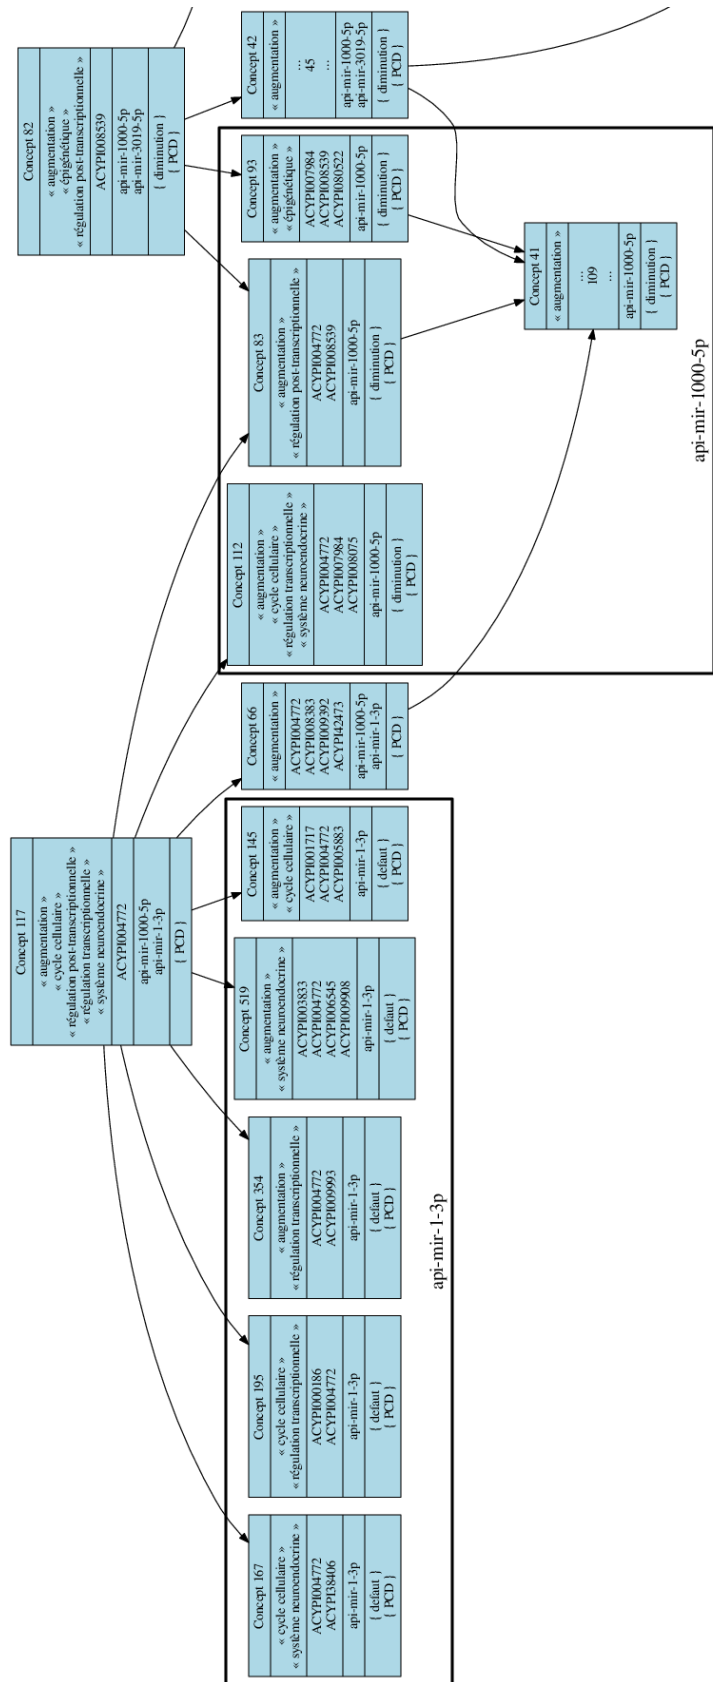 Concept 117
« augmentation »
« cycle cellulaire »
« régulation post-transcriptionnelle »
« régulation transcriptionnelle »
« système neuroendocrine »
ACYPI004772
api-mir-1000-5p
api-mir-1-3p
{ PCD }
Concept 82
« augmentation »
« épigénétique »
« régulation post-transcriptionnelle »
ACYPI008539
api-mir-1000-5p
api-mir-3019-5p
{ diminution }
{ PCD }
Concept 167
« cycle cellulaire »
« système neuroendocrine »
ACYPI004772
ACYPI38406
api-mir-1-3p
{ defaut }
{ PCD }
Concept 195
« cycle cellulaire »
« régulation transcriptionnelle »
ACYPI000186
ACYPI004772
api-mir-1-3p
{ defaut }
{ PCD }
Concept 354
« augmentation »
« régulation transcriptionnelle »
ACYPI004772
ACYPI009993
api-mir-1-3p
{ defaut }
{ PCD }
Concept 519
« augmentation »
« système neuroendocrine »
ACYPI003833
ACYPI004772
ACYPI006545
ACYPI009908
api-mir-1-3p
{ defaut }
{ PCD }
Concept 145
« augmentation »
« cycle cellulaire »
ACYPI001717
ACYPI004772
ACYPI005883
api-mir-1-3p
{ defaut }
{ PCD }
api-mir-1-3p
Concept 66
« augmentation »
ACYPI004772
ACYPI008383
ACYPI009392
ACYPI42473
api-mir-1000-5p
api-mir-1-3p
{ PCD }
Concept 112
« augmentation »
« cycle cellulaire »
« régulation transcriptionnelle »
« système neuroendocrine »
ACYPI004772
ACYPI007984
ACYPI008075
api-mir-1000-5p
{ diminution }
{ PCD }
Concept 83
« augmentation »
« régulation post-transcriptionnelle »
ACYPI004772
ACYPI008539
api-mir-1000-5p
{ diminution }
{ PCD }
Concept 93
« augmentation »
« épigénétique »
ACYPI007984
ACYPI008539
ACYPI080522
api-mir-1000-5p
{ diminution }
{ PCD }
Concept 42
« augmentation »
...
45
...
api-mir-1000-5p
api-mir-3019-5p
{ diminution }
{ PCD }
Concept 41
« augmentation »
...
109
...
api-mir-1000-5p
{ diminution }
{ PCD }
api-mir-1000-5p